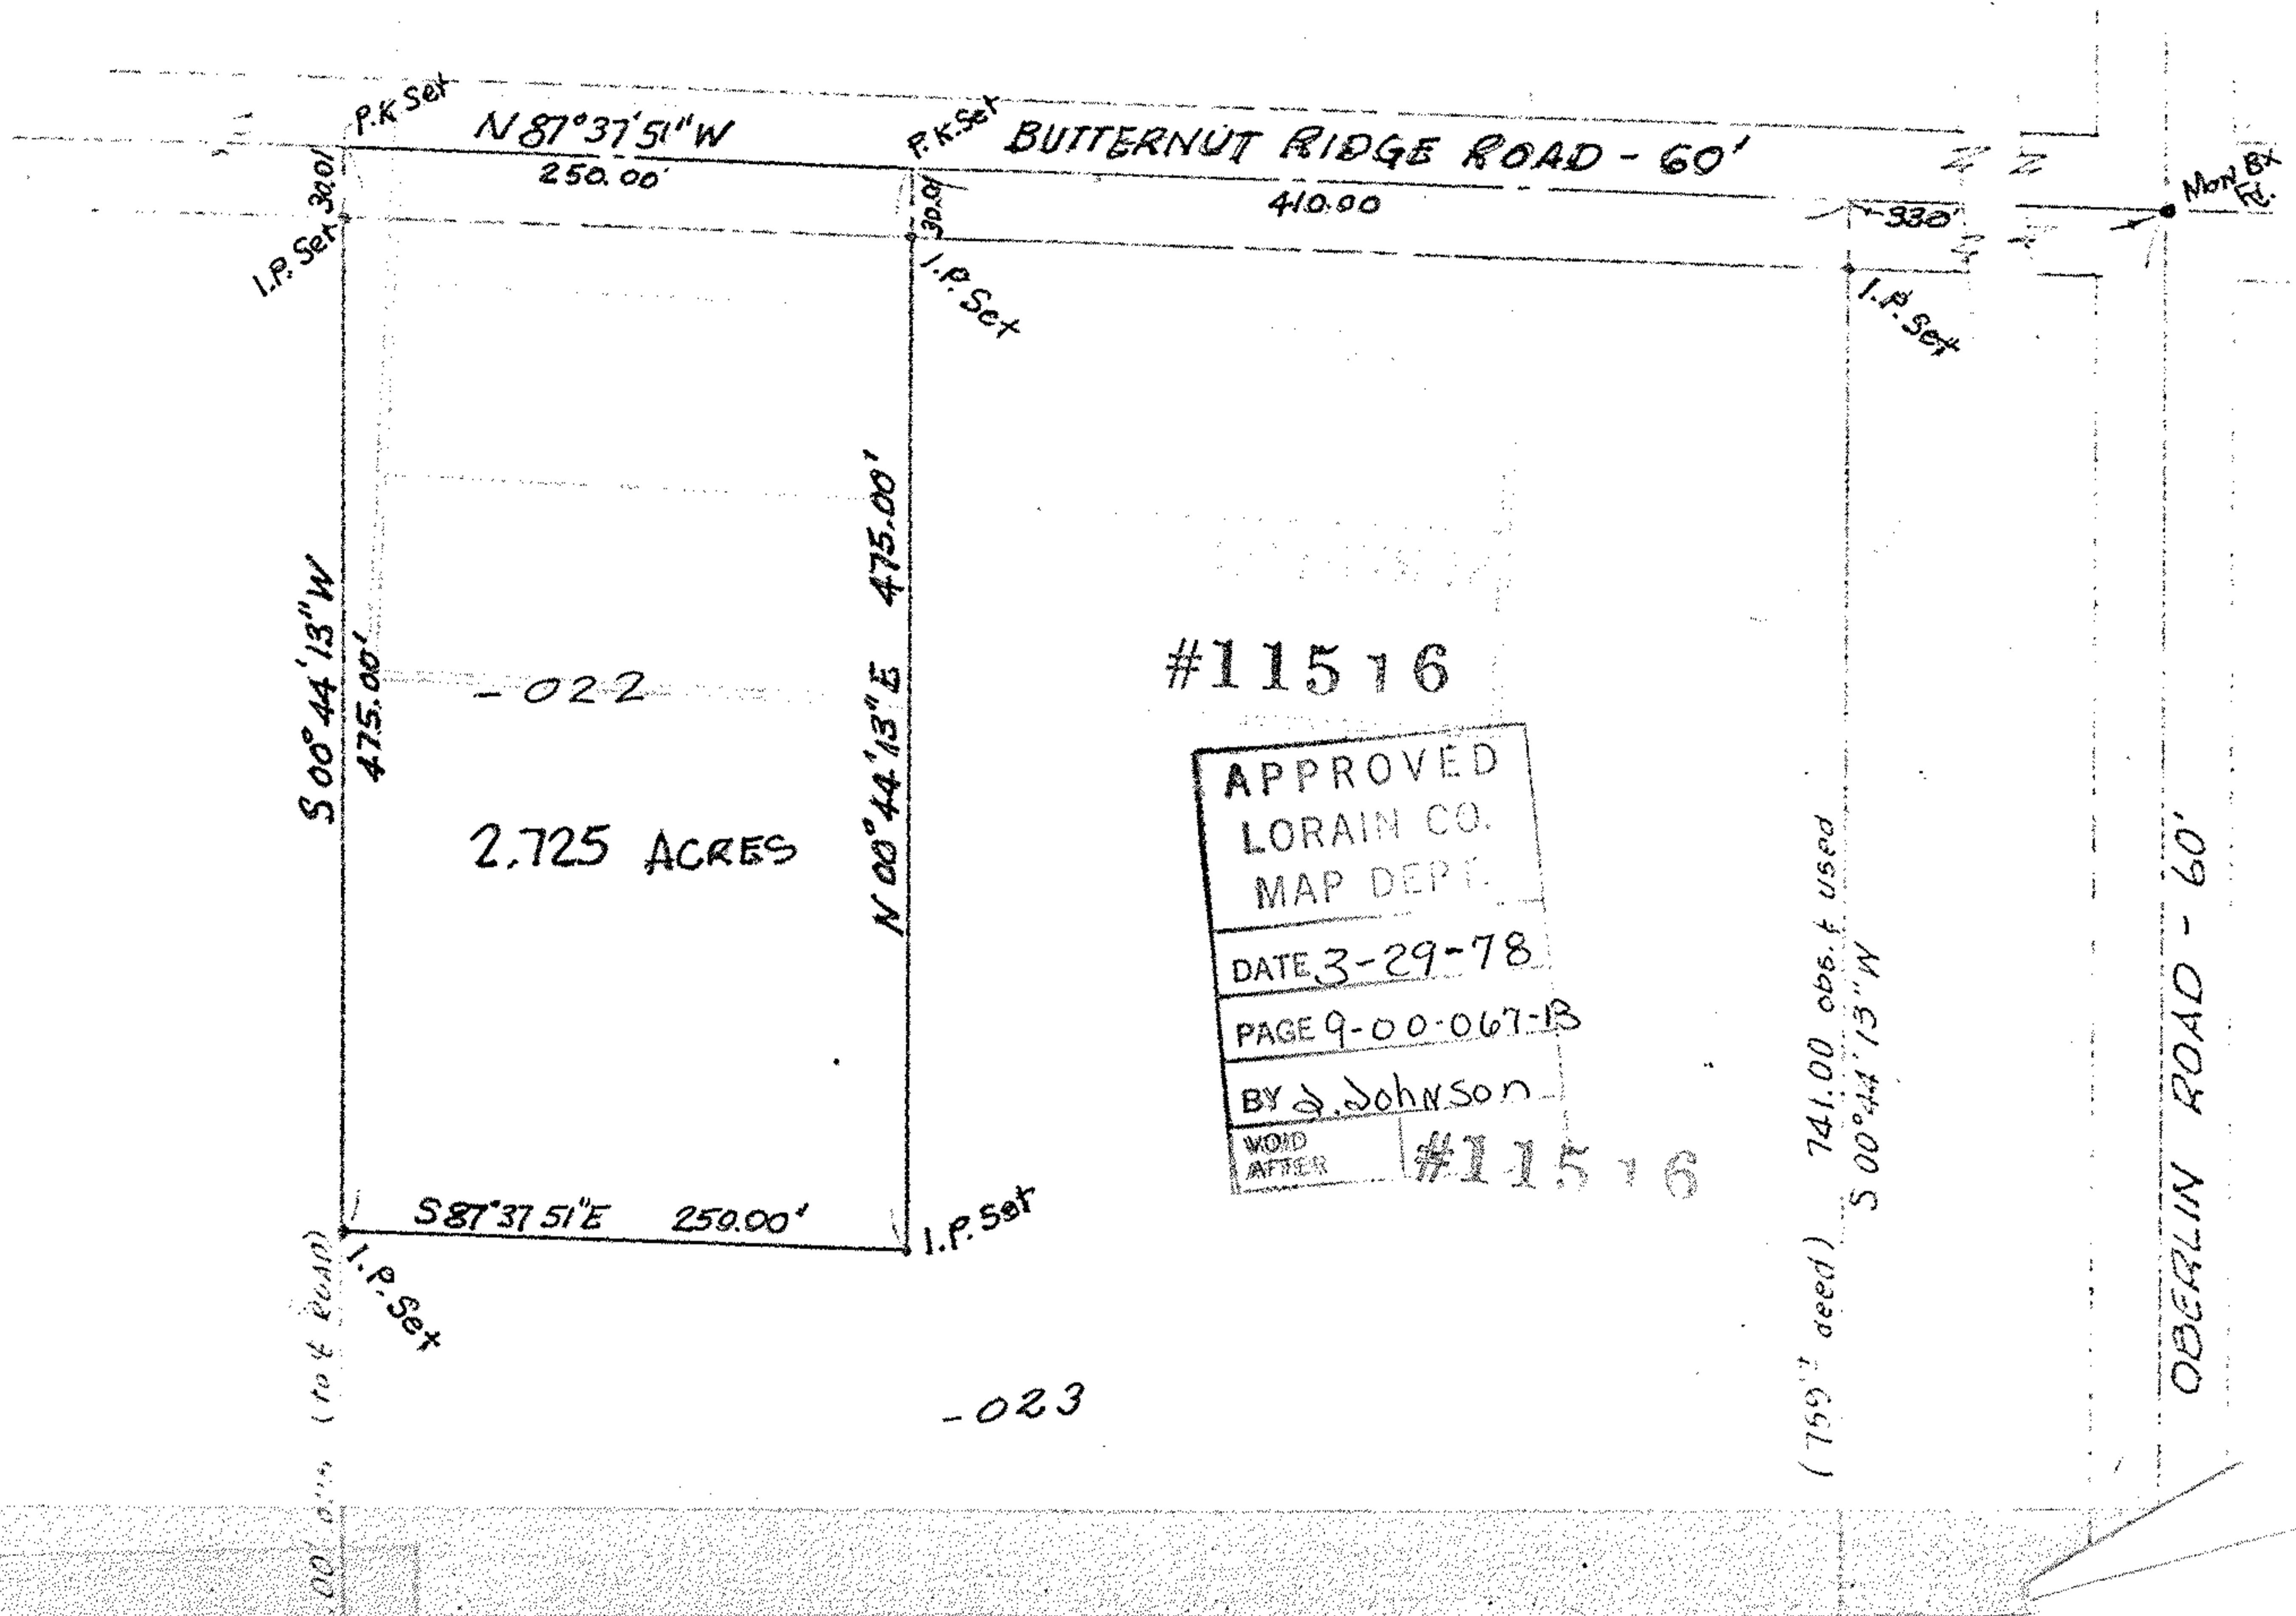 P.K Set
N 87°37'51" W
250.00'
P.K. Set
BUTTERNUT RIDGE ROAD - 60'
410.00
330'
Mon Bx
Fd.
30.01
30.01
I.P. Set
I.P. Set
I.P. Set
S 00° 44' 13" W
475.00'
N 00° 44' 13" E 475.00'
- 022
2.725 ACRES
#11516
APPROVED
LORAIN CO.
MAP DEPT.
DATE 3-29-78
PAGE 9-00-067-B
BY J. Johnson
VOID
AFTER
#11516
(759'± deed) 741.00 obs. & used
S 00° 44' 13" W
OBERLIN ROAD - 60'
S 87° 37 51" E 250.00'
I.P. Set
I.P. Set
(to ℄ ROAD)
- 023